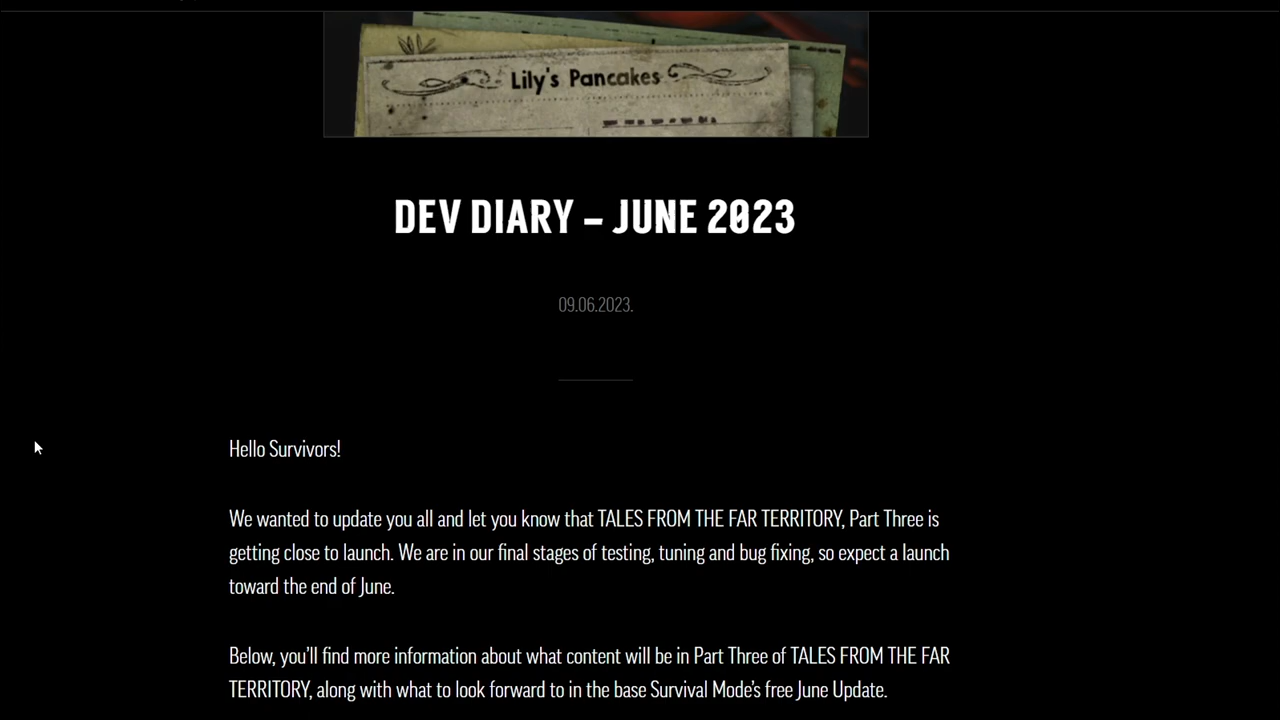 Lily's Pancakes
DEV DIARY – JUNE 2023
09.06.2023.
Hello Survivors!
We wanted to update you all and let you know that TALES FROM THE FAR TERRITORY, Part Three is
getting close to launch. We are in our final stages of testing, tuning and bug fixing, so expect a launch
toward the end of June.
Below, you'll find more information about what content will be in Part Three of TALES FROM THE FAR
TERRITORY, along with what to look forward to in the base Survival Mode's free June Update.